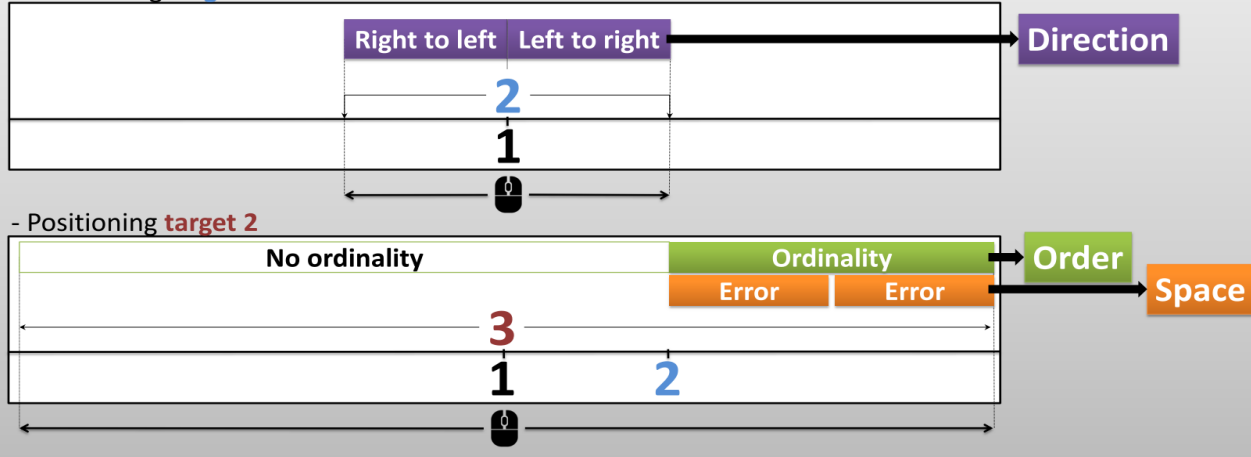 Right to left Left to right
Direction
2
1
- Positioning target 2
No ordinality Ordinality
Order
Error Error
Space
3
1 2